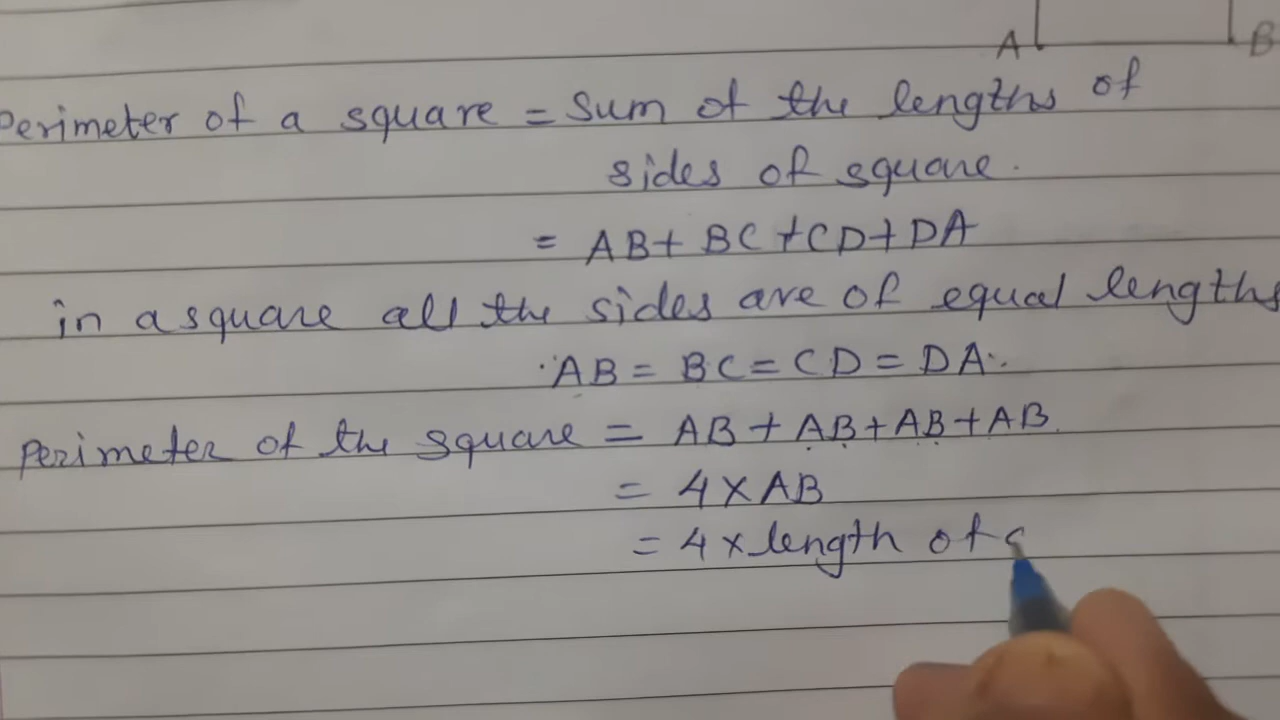 A B
Perimeter of a square = Sum of the lengths of
sides of square.
= AB + BC + CD + DA
in a square all the sides are of equal lengths
AB = BC = CD = DA.
Perimeter of the square = AB + AB + AB + AB
= 4 × AB
= 4 × length of